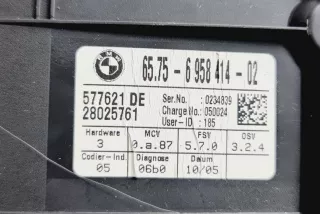 BMW
65.75 - 6 958 414 - 02
577621 DE
28025761
Ser.No. : 0234839
Charge No.: 050024
User-ID : 185
Hardware MCV FSV OSV
3 0.a.87 5.7.0 3.2.4
Codier-Ind. Diagnose Datum
05 06b0 10/05